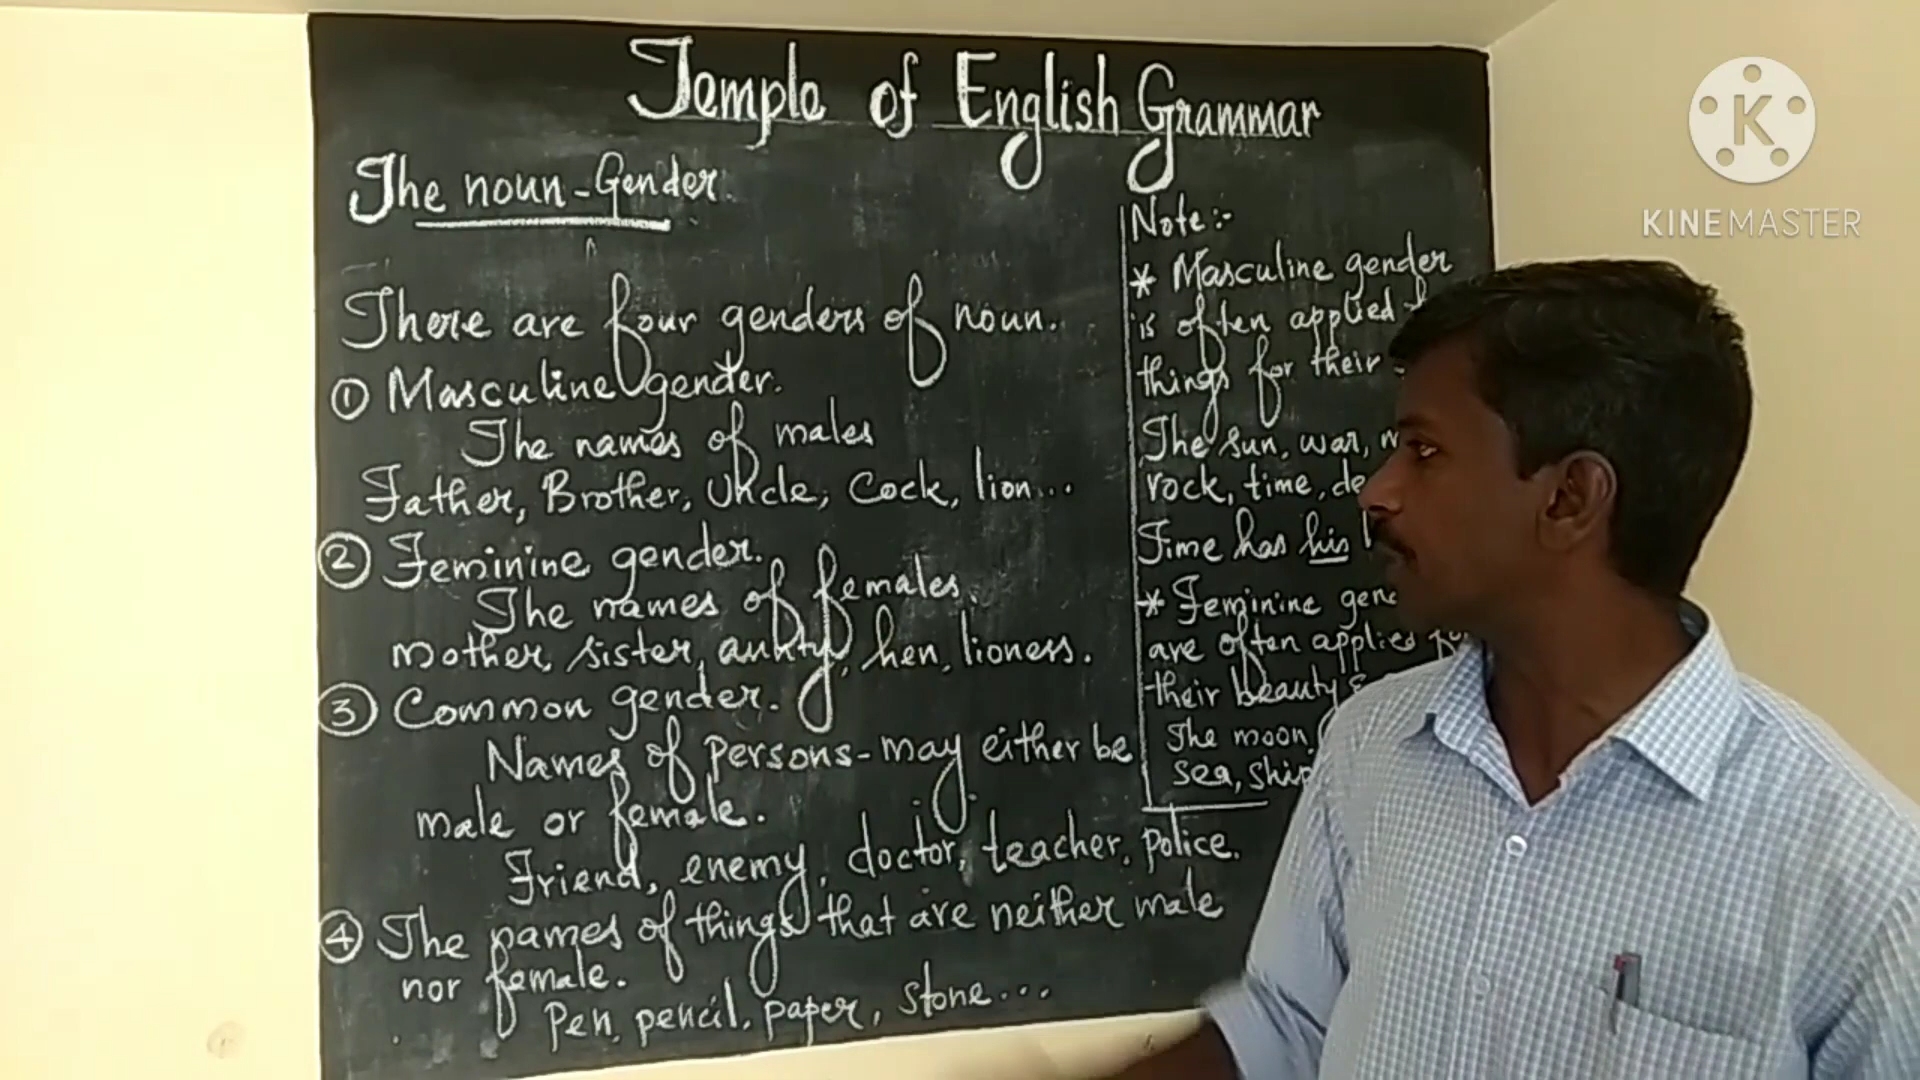 Temple of English Grammar
The noun - Gender.
There are four genders of noun.
① Masculine gender.
The names of males
Father, Brother, Uncle, Cock, lion...
② Feminine gender.
The names of females.
mother, sister, aunty, hen, lioness.
③ Common gender.
Names of persons - may either be
male or female.
Friend, enemy, doctor, teacher, police.
④ The names of things that are neither male
nor female.
Pen, pencil, paper, stone...
Note:-
* Masculine gender
is often applied
things for their
The sun, war,
rock, time,
Time has his
* Feminine
are often applied
their beauty &
The moon,
sea, ship
K
KINEMASTER